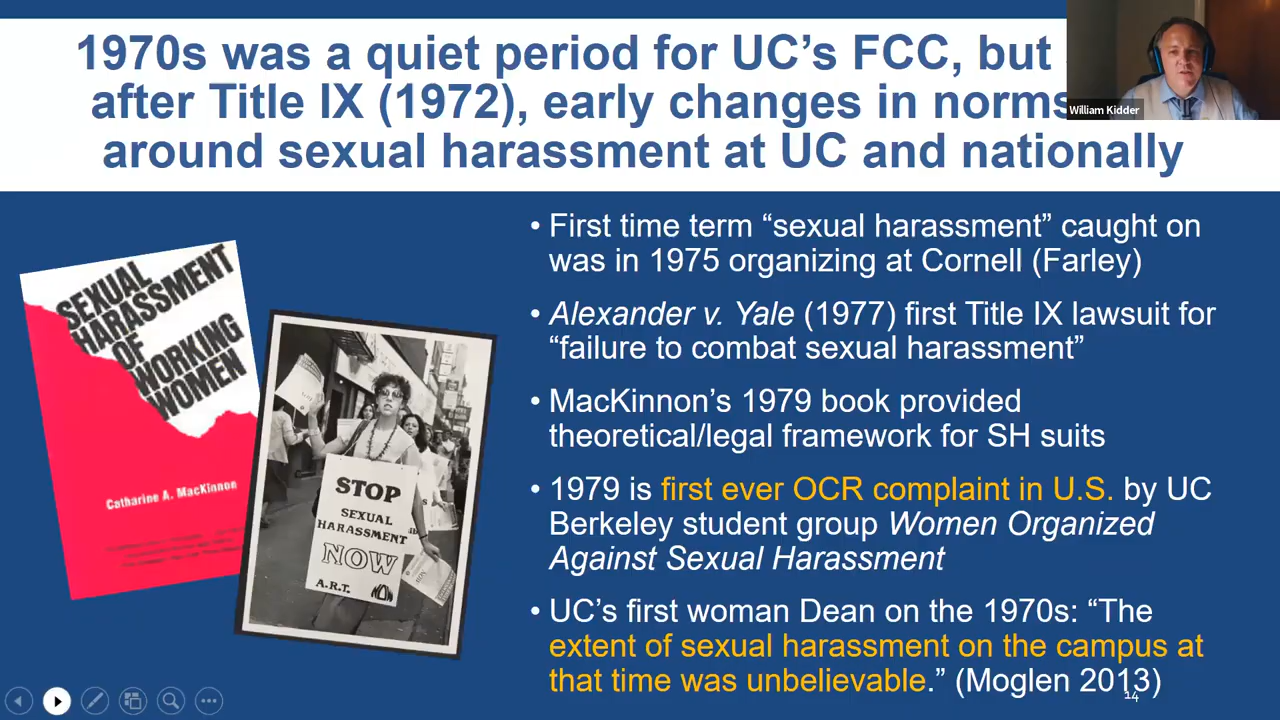 1970s was a quiet period for UC's FCC, but
after Title IX (1972), early changes in norms
around sexual harassment at UC and nationally
William Kidder
• First time term “sexual harassment” caught on
was in 1975 organizing at Cornell (Farley)
• Alexander v. Yale (1977) first Title IX lawsuit for
“failure to combat sexual harassment”
• MacKinnon’s 1979 book provided
theoretical/legal framework for SH suits
• 1979 is first ever OCR complaint in U.S. by UC
Berkeley student group Women Organized
Against Sexual Harassment
• UC’s first woman Dean on the 1970s: “The
extent of sexual harassment on the campus at
that time was unbelievable.” (Moglen 2013)
14
SEXUAL
HARASSMENT
OF
WORKING
WOMEN
Catharine A. MacKinnon
STOP
SEXUAL
HARASSMENT
NOW
A.R.T. NOW